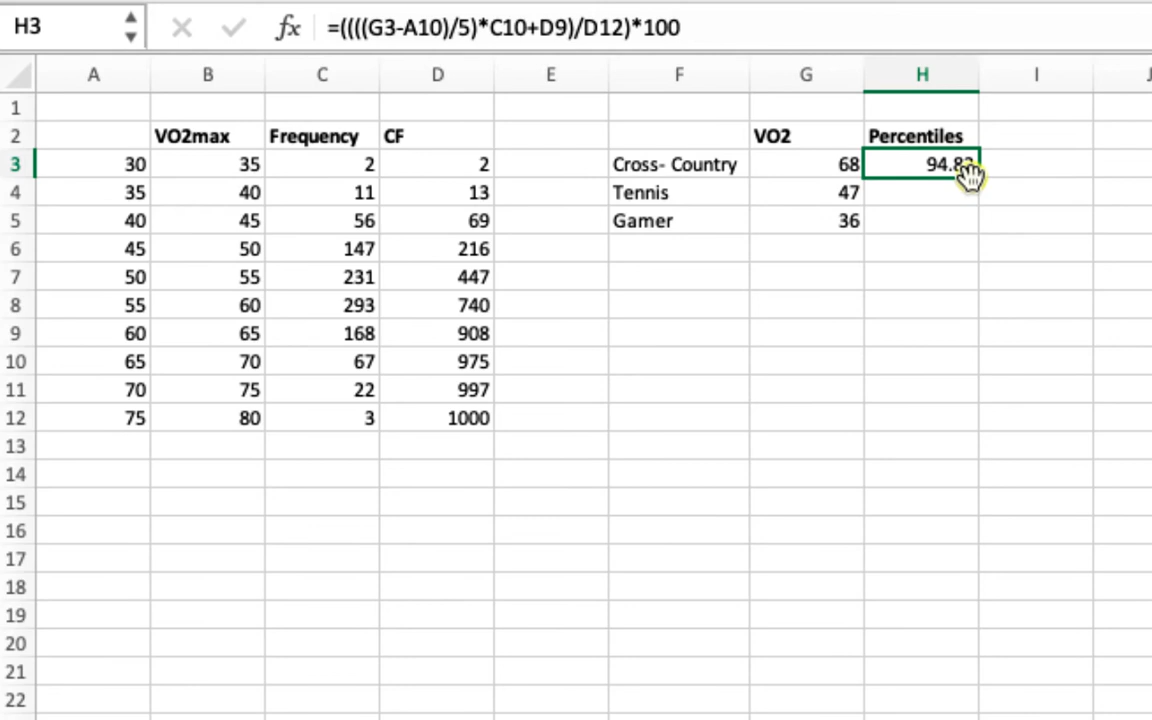 H3 fx =((((G3-A10)/5)*C10+D9)/D12)*100
A B C D E F G H I J
1
2 VO2max Frequency CF VO2 Percentiles
3 30 35 2 2 Cross- Country 68
4 35 40 11 13 Tennis 47
5 40 45 56 69 Gamer 36
6 45 50 147 216
7 50 55 231 447
8 55 60 293 740
9 60 65 168 908
10 65 70 67 975
11 70 75 22 997
12 75 80 3 1000
13
14
15
16
17
18
19
20
21
22